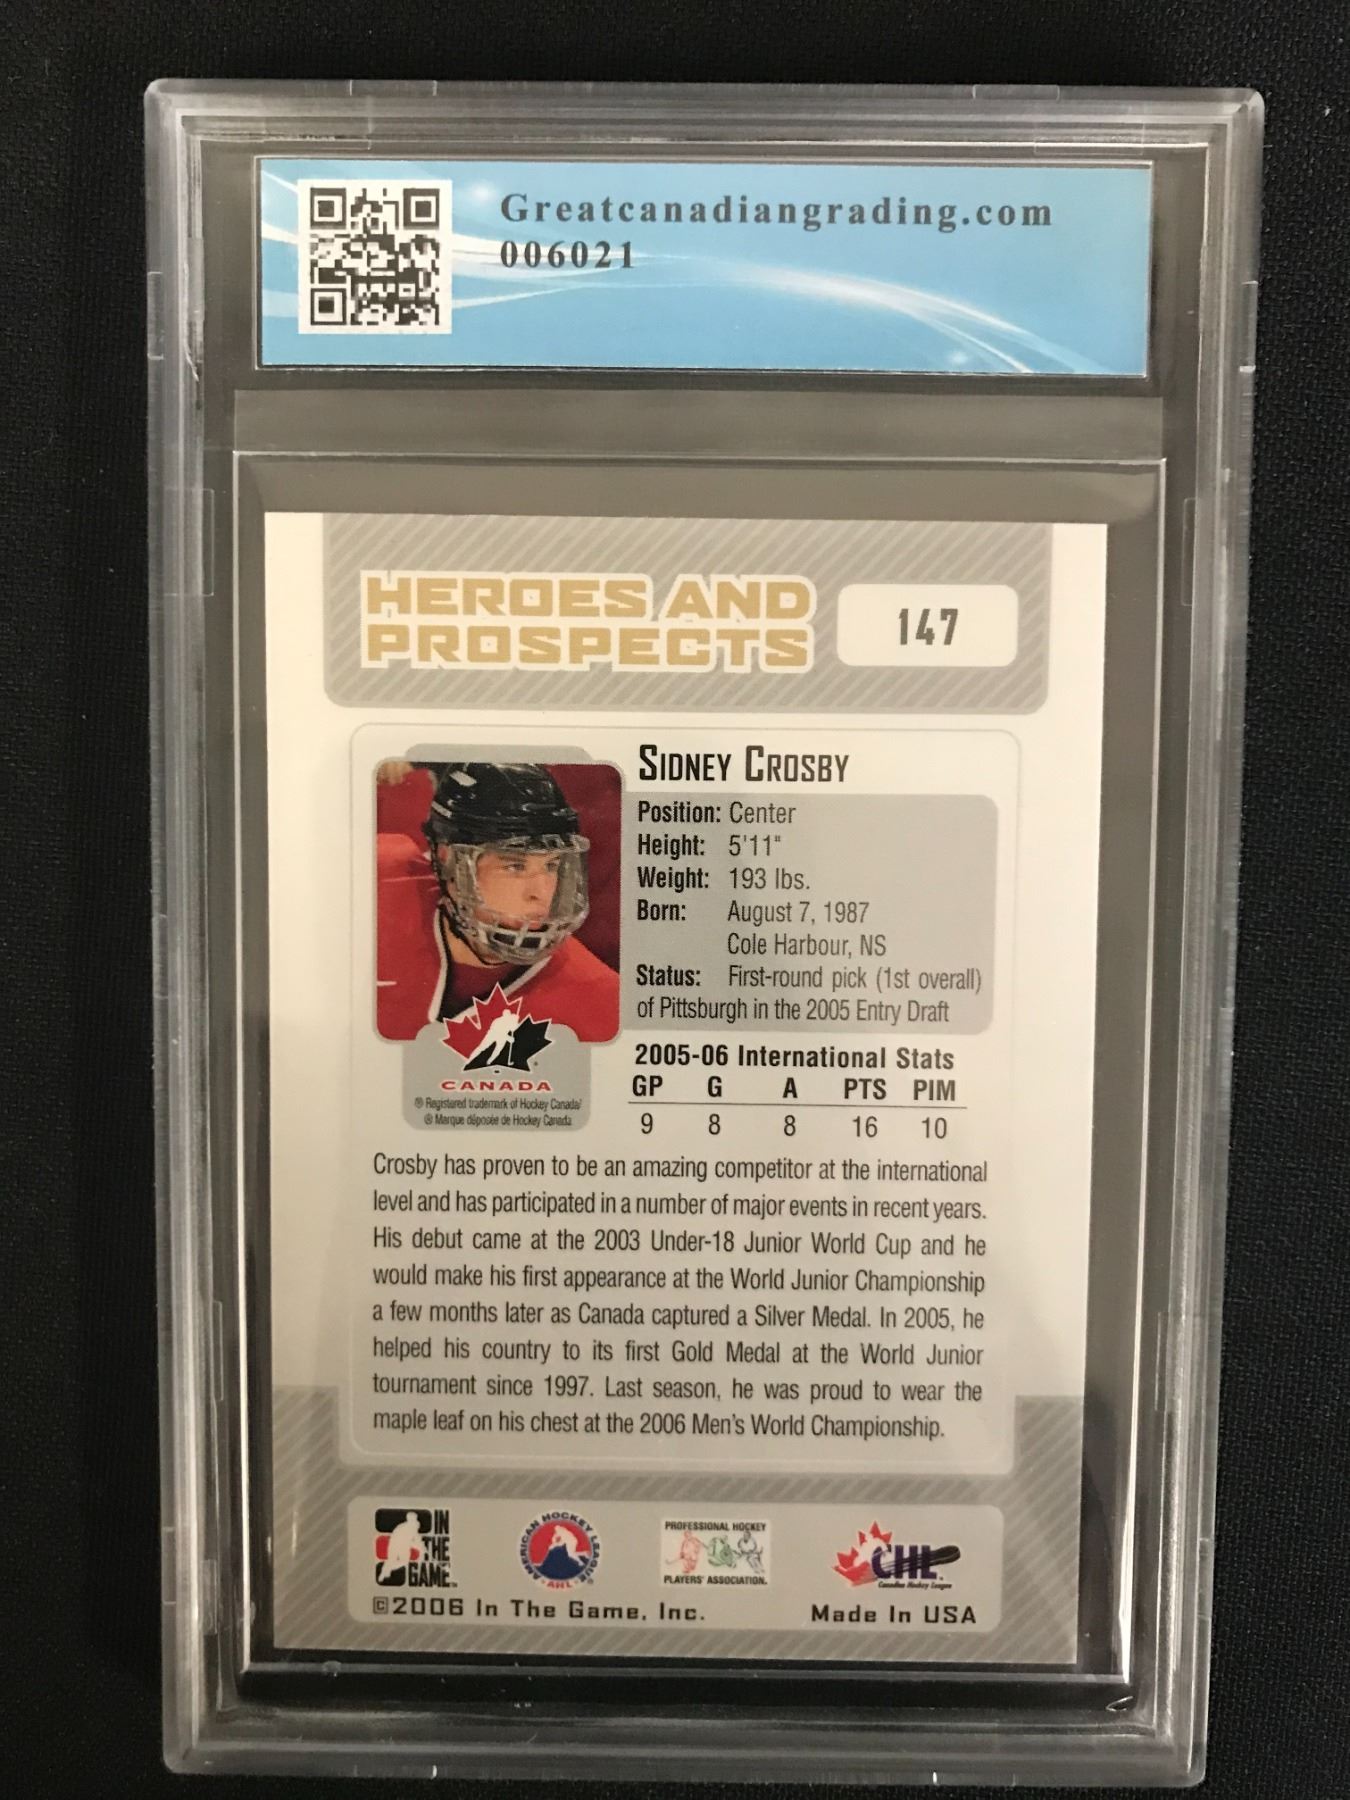 Greatcanadiangrading.com
006021
HEROES AND
PROSPECTS
147
SIDNEY CROSBY
Position: Center
Height: 5'11"
Weight: 193 lbs.
Born: August 7, 1987
Cole Harbour, NS
Status: First-round pick (1st overall)
of Pittsburgh in the 2005 Entry Draft
2005-06 International Stats
GP G A PTS PIM
9 8 8 16 10
CANADA
® Registered trademark of Hockey Canada/
® Marque déposée de Hockey Canada
Crosby has proven to be an amazing competitor at the international
level and has participated in a number of major events in recent years.
His debut came at the 2003 Under-18 Junior World Cup and he
would make his first appearance at the World Junior Championship
a few months later as Canada captured a Silver Medal. In 2005, he
helped his country to its first Gold Medal at the World Junior
tournament since 1997. Last season, he was proud to wear the
maple leaf on his chest at the 2006 Men's World Championship.
IN
THE
GAME™
AMERICAN HOCKEY LEAGUE
AHL
PROFESSIONAL HOCKEY
PLAYERS' ASSOCIATION.
CHL™
Canadian Hockey League
©2006 In The Game, Inc.
Made In USA